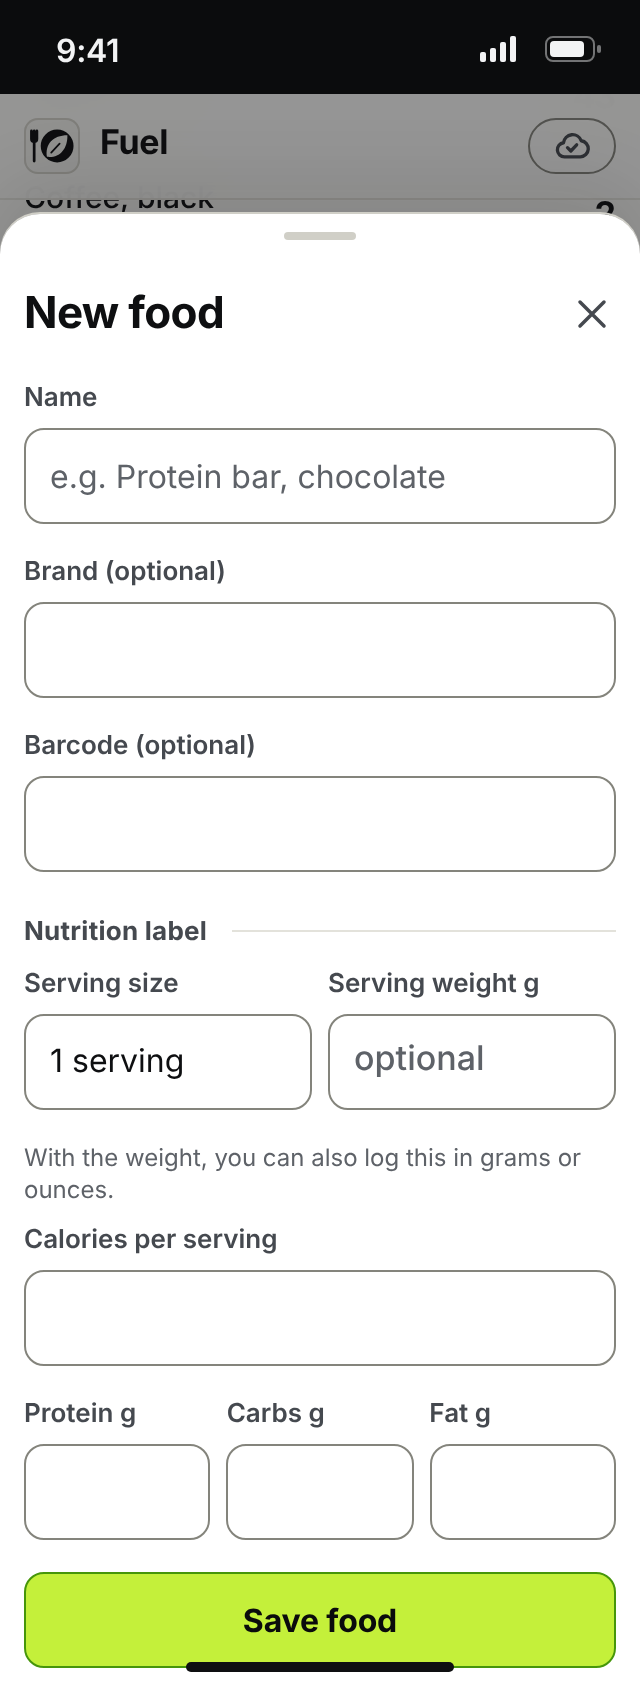 9:41
Fuel
Coffee, black
New food
Name
e.g. Protein bar, chocolate
Brand (optional)
Barcode (optional)
Nutrition label
Serving size
Serving weight g
1 serving
optional
With the weight, you can also log this in grams or
ounces.
Calories per serving
Protein g
Carbs g
Fat g
Save food